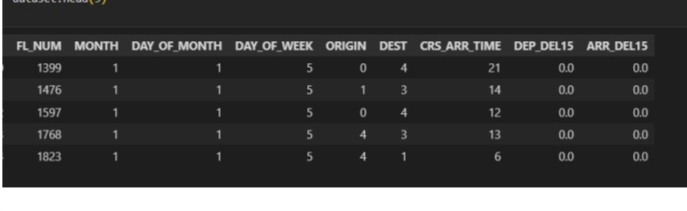 dataset.head(5)
FL_NUM MONTH DAY_OF_MONTH DAY_OF_WEEK ORIGIN DEST CRS_ARR_TIME DEP_DEL15 ARR_DEL15
1399 1 1 5 0 4 21 0.0 0.0
1476 1 1 5 1 3 14 0.0 0.0
1597 1 1 5 0 4 12 0.0 0.0
1768 1 1 5 4 3 13 0.0 0.0
1823 1 1 5 4 1 6 0.0 0.0